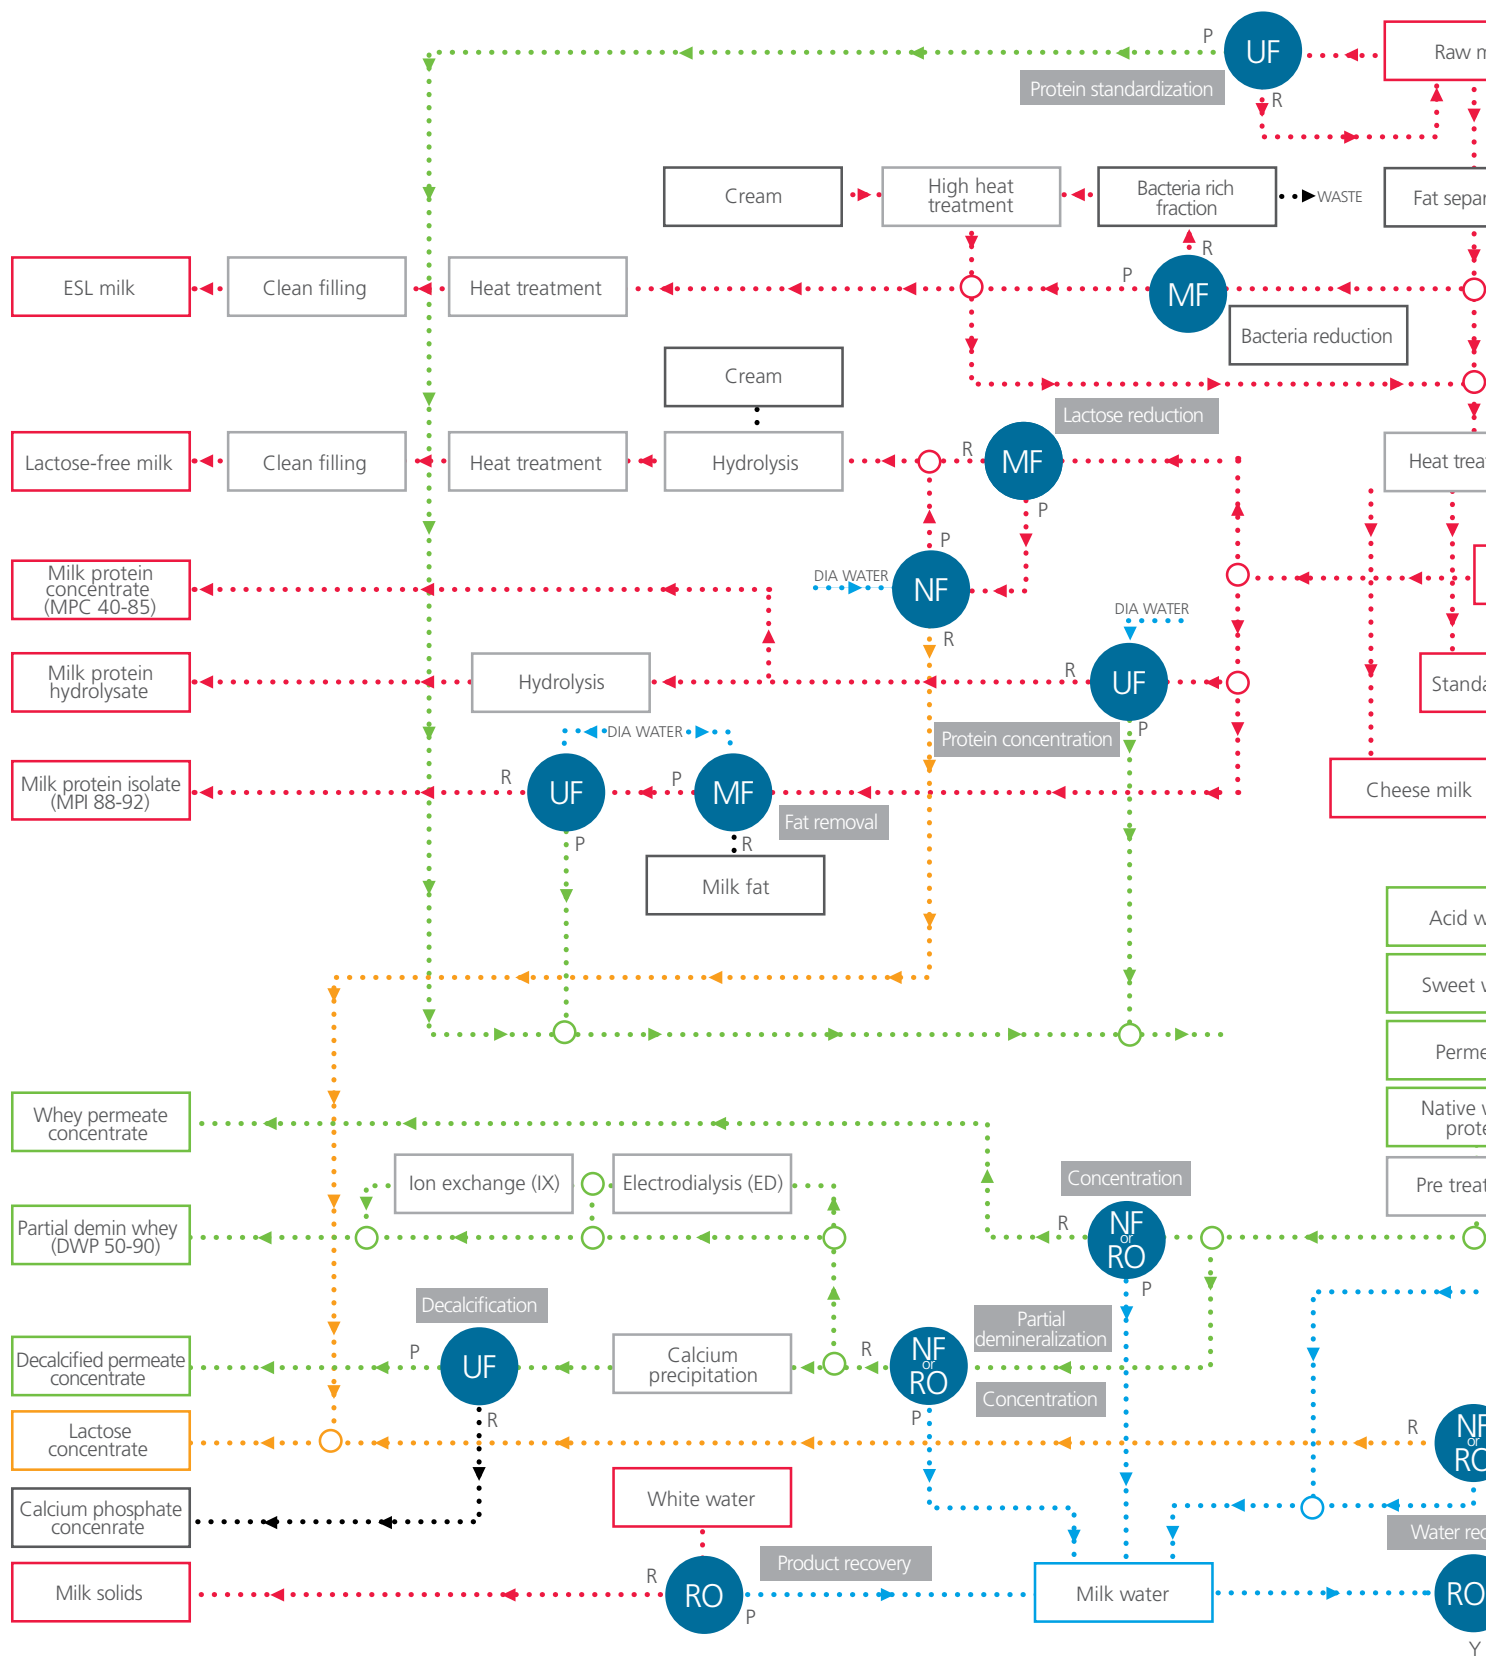 P
UF
Raw m
Protein standardization
R
Cream
High heat
treatment
Bacteria rich
fraction
WASTE
Fat separ
R
P
ESL milk
Clean filling
Heat treatment
MF
Bacteria reduction
Cream
Lactose reduction
R
Lactose-free milk
Clean filling
Heat treatment
Hydrolysis
MF
Heat treat
P
P
Milk protein
concentrate
(MPC 40-85)
DIA WATER
NF
DIA WATER
R
R
Milk protein
hydrolysate
Hydrolysis
UF
Standa
DIA WATER
Protein concentration
P
R
P
Milk protein isolate
(MPI 88-92)
UF
MF
Cheese milk
Fat removal
P
R
Milk fat
Acid w
Sweet w
Perme
Whey permeate
concentrate
Native w
prote
Ion exchange (IX)
Electrodialysis (ED)
Concentration
Pre treat
R
Partial demin whey
(DWP 50-90)
NF
or
RO
P
Decalcification
Partial
demineralization
P
R
Decalcified permeate
concentrate
UF
Calcium
precipitation
NF
or
RO
Concentration
R
P
R
Lactose
concentrate
NF
or
RO
White water
Calcium phosphate
concenrate
Water rec
Product recovery
R
Milk solids
RO
P
Milk water
RO
Y